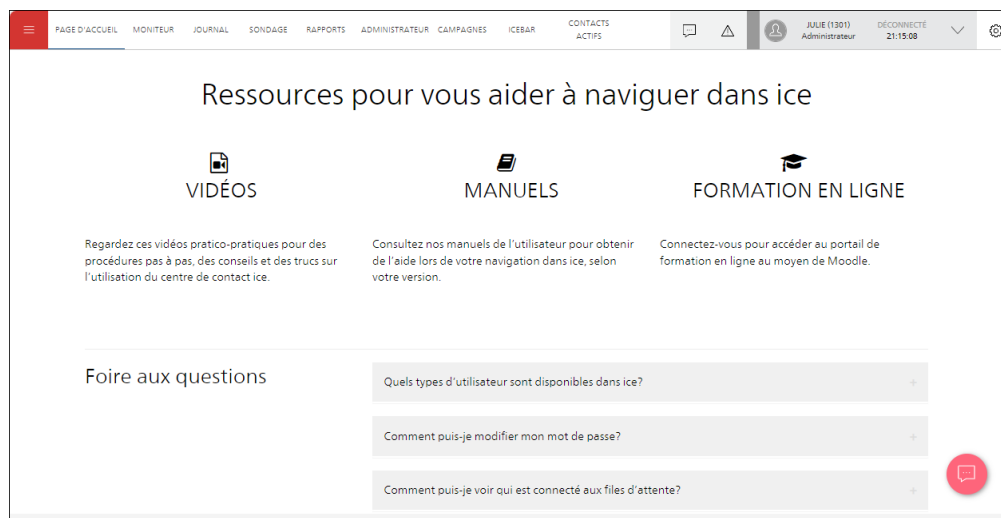 PAGE D'ACCUEIL MONITEUR JOURNAL SONDAGE RAPPORTS ADMINISTRATEUR CAMPAGNES ICEBAR CONTACTS ACTIFS
JULIE (1301) DÉCONNECTÉ
Administrateur 21:15:08
Ressources pour vous aider à naviguer dans ice
VIDÉOS
Regardez ces vidéos pratico-pratiques pour des
procédures pas à pas, des conseils et des trucs sur
l'utilisation du centre de contact ice.
MANUELS
Consultez nos manuels de l'utilisateur pour obtenir
de l'aide lors de votre navigation dans ice, selon
votre version.
FORMATION EN LIGNE
Connectez-vous pour accéder au portail de
formation en ligne au moyen de Moodle.
Foire aux questions
Quels types d'utilisateur sont disponibles dans ice?
Comment puis-je modifier mon mot de passe?
Comment puis-je voir qui est connecté aux files d'attente?